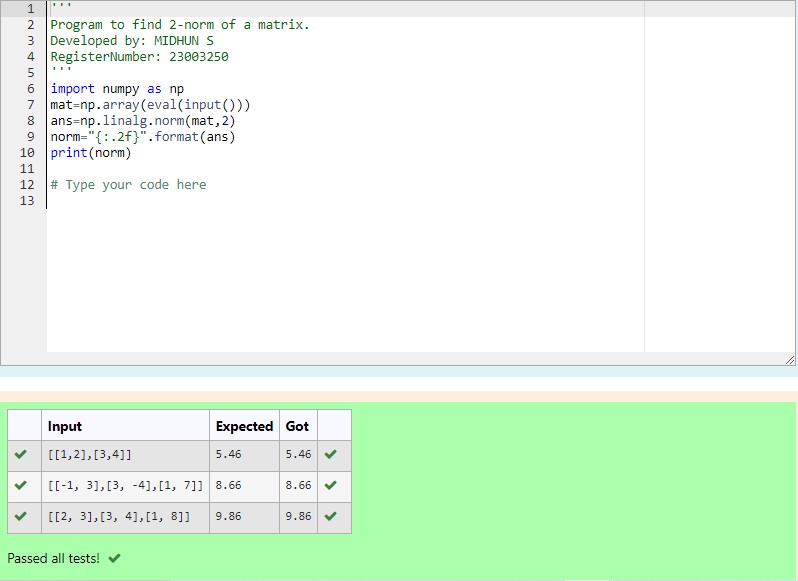 1 '''
2 Program to find 2-norm of a matrix.
3 Developed by: MIDHUN S
4 RegisterNumber: 23003250
5 '''
6 import numpy as np
7 mat=np.array(eval(input()))
8 ans=np.linalg.norm(mat,2)
9 norm="{:.2f}".format(ans)
10 print(norm)
11
12 # Type your code here
13
Input Expected Got
[[1,2],[3,4]] 5.46 5.46
[[-1, 3],[3, -4],[1, 7]] 8.66 8.66
[[2, 3],[3, 4],[1, 8]] 9.86 9.86
Passed all tests!